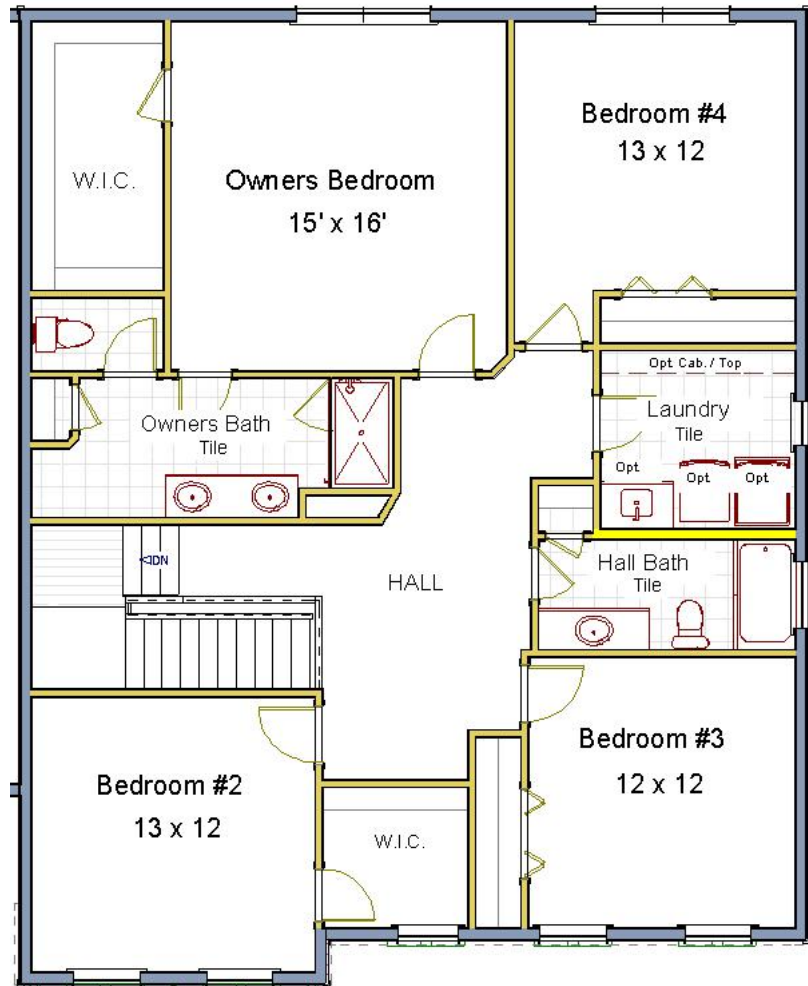 Bedroom #4
13 x 12
W.I.C.
Owners Bedroom
15' x 16'
Opt Cab. / Top
Laundry
Tile
Owners Bath
Tile
Opt
Opt
Opt
DN
HALL
Hall Bath
Tile
Bedroom #3
12 x 12
Bedroom #2
13 x 12
W.I.C.